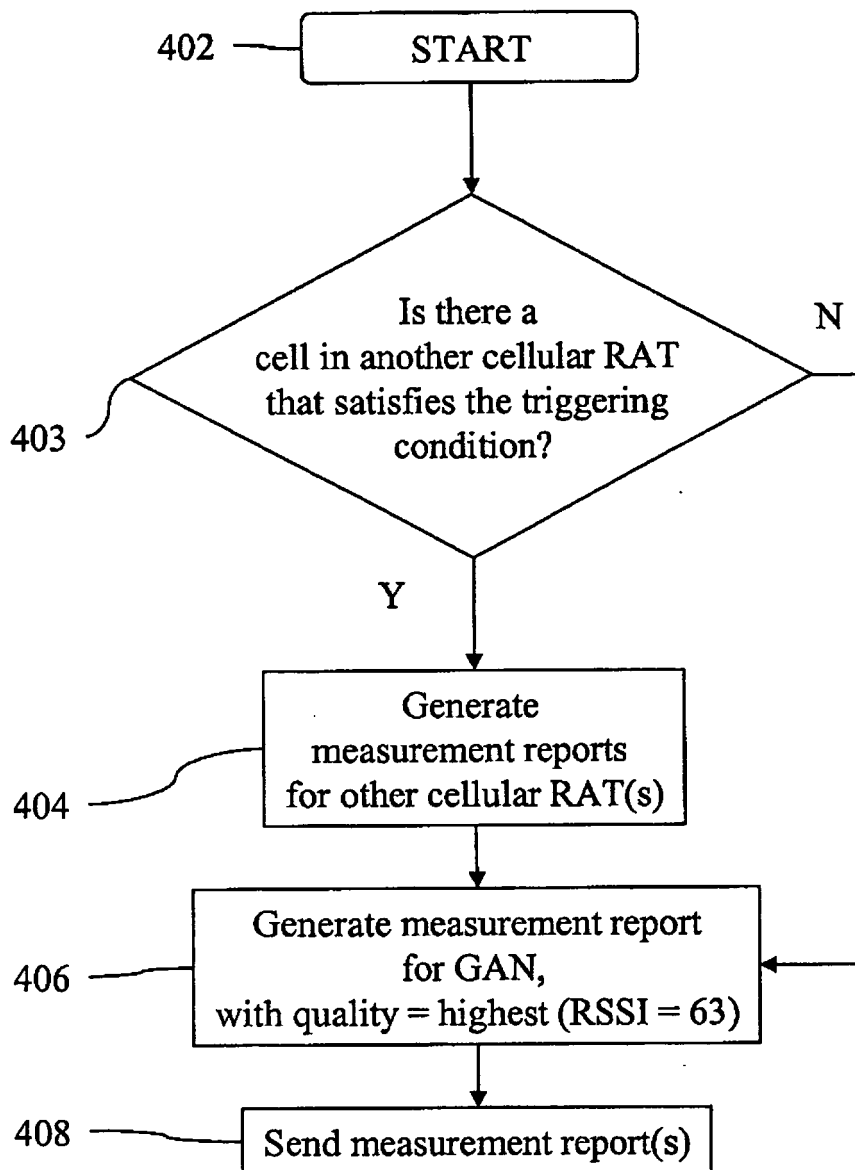 402
START
Is there a
cell in another cellular RAT
that satisfies the triggering
condition?
N
403
Y
Generate
measurement reports
for other cellular RAT(s)
404
Generate measurement report
for GAN,
with quality = highest (RSSI = 63)
406
408
Send measurement report(s)